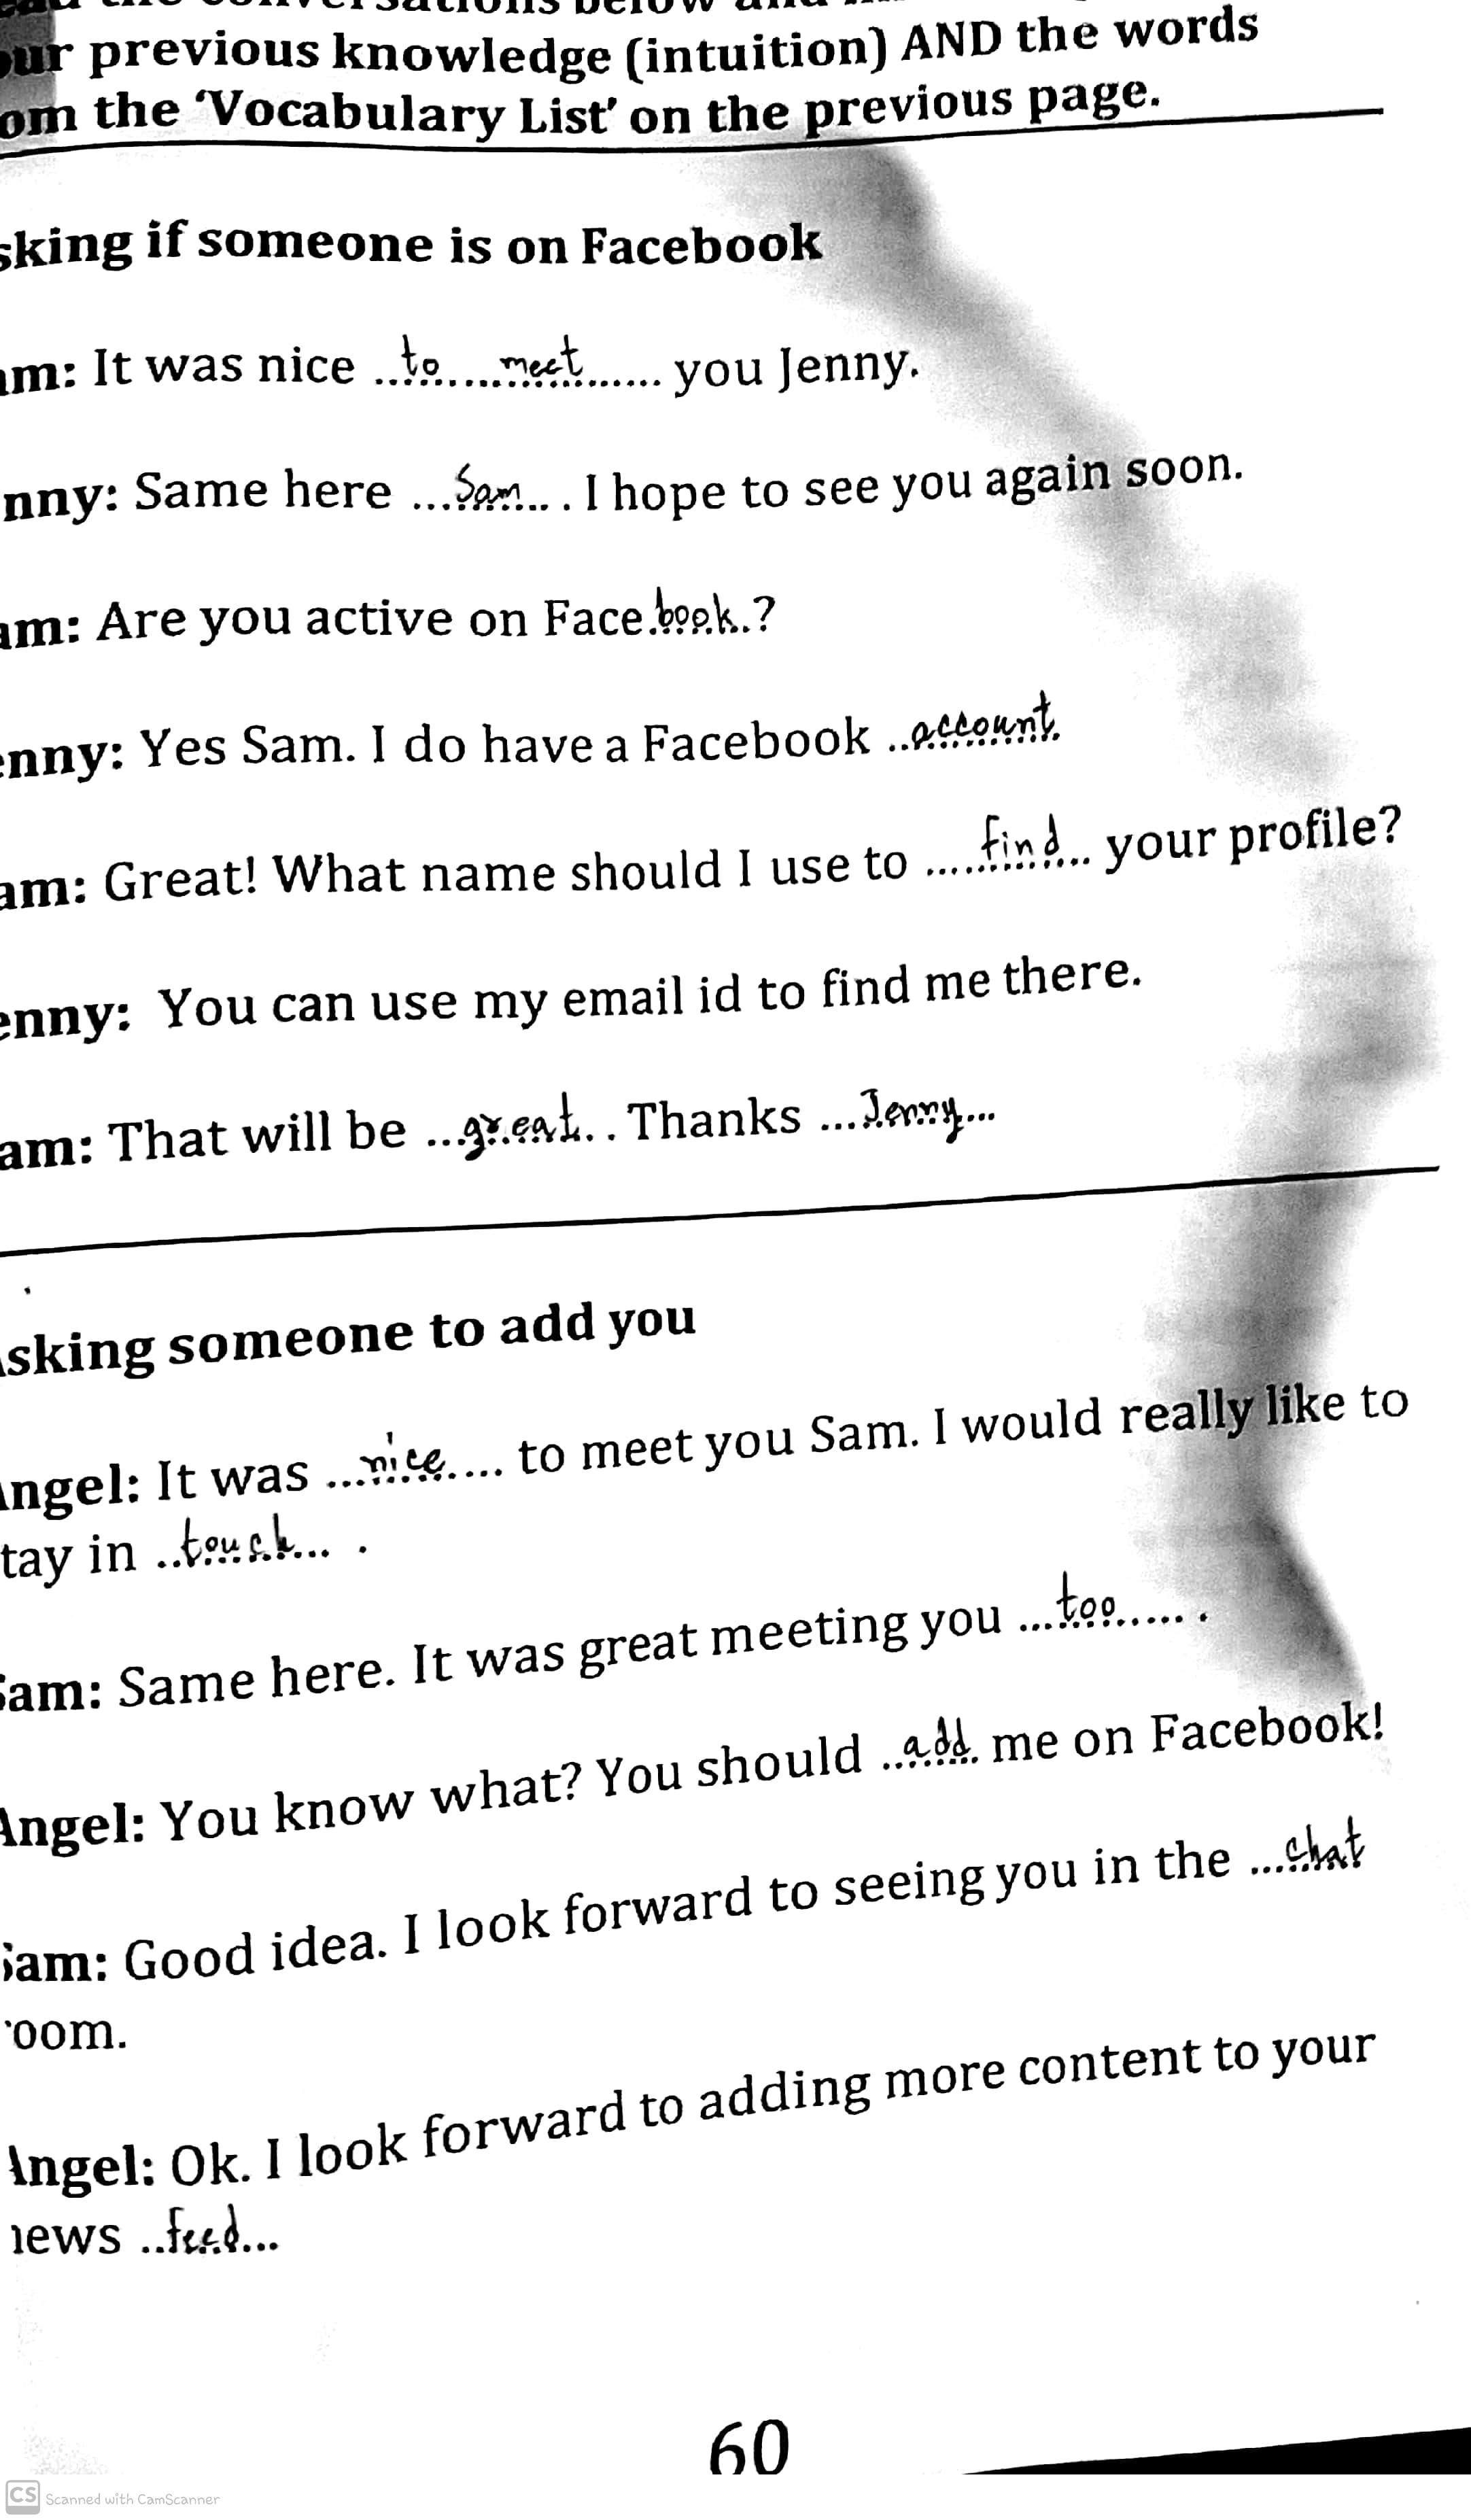 the conversations below and
our previous knowledge (intuition) AND the words
om the 'Vocabulary List' on the previous page.
sking if someone is on Facebook
am: It was nice ..to....meet...... you Jenny.
nny: Same here ...Sam... . I hope to see you again soon.
am: Are you active on Face.book..?
enny: Yes Sam. I do have a Facebook ..account.
am: Great! What name should I use to ....find... your profile?
enny: You can use my email id to find me there.
am: That will be ...great.. . Thanks ...Jenny...
sking someone to add you
Angel: It was ...nice.... to meet you Sam. I would really like to
tay in ..touch... .
Sam: Same here. It was great meeting you ...too..... .
Angel: You know what? You should ..add. me on Facebook!
Sam: Good idea. I look forward to seeing you in the ...chat
room.
Angel: Ok. I look forward to adding more content to your
news ..feed...
60
CS Scanned with CamScanner